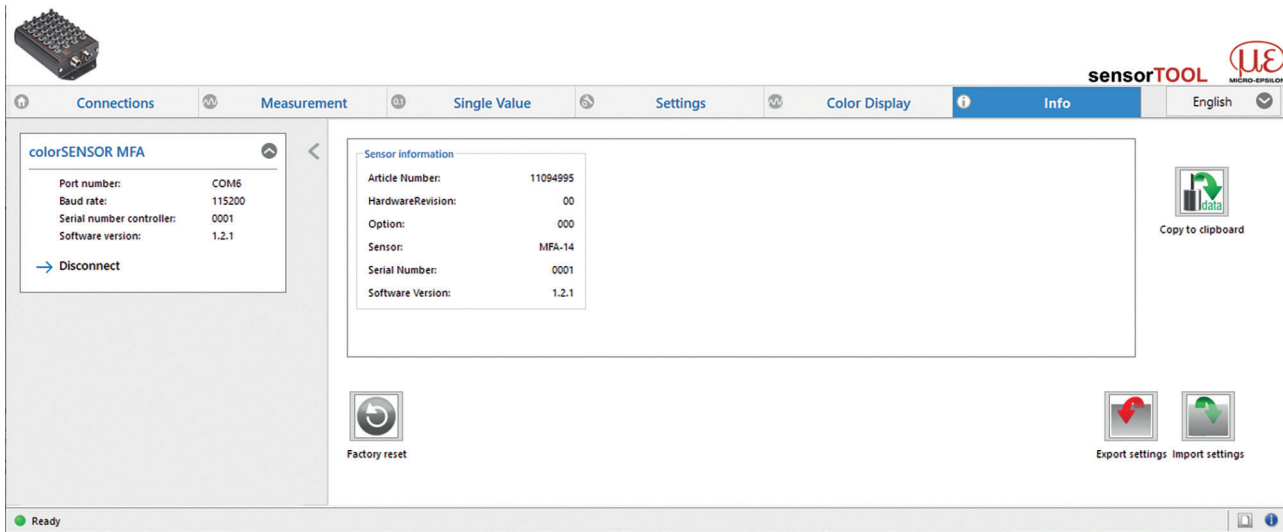 sensorTOOL
με
MICRO-EPSILON
Connections
Measurement
0.1
Single Value
Settings
Color Display
i
Info
English
colorSENSOR MFA
Port number: COM6
Baud rate: 115200
Serial number controller: 0001
Software version: 1.2.1
Disconnect
Sensor information
Article Number: 11094995
HardwareRevision: 00
Option: 000
Sensor: MFA-14
Serial Number: 0001
Software Version: 1.2.1
data
Copy to clipboard
Factory reset
Export settings
Import settings
Ready
i